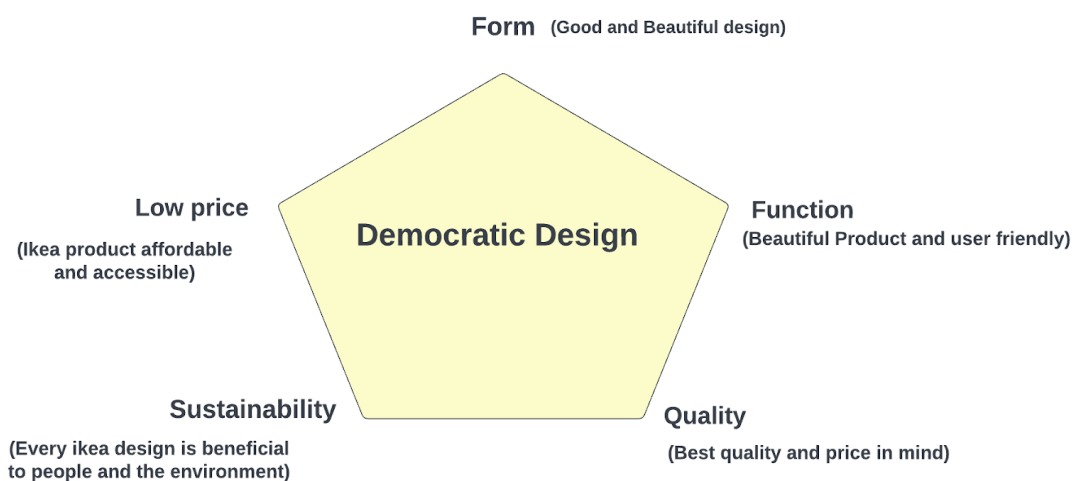 Form (Good and Beautiful design)
Low price
(Ikea product affordable
and accessible)
Democratic Design
Function
(Beautiful Product and user friendly)
Sustainability
(Every ikea design is beneficial
to people and the environment)
Quality
(Best quality and price in mind)